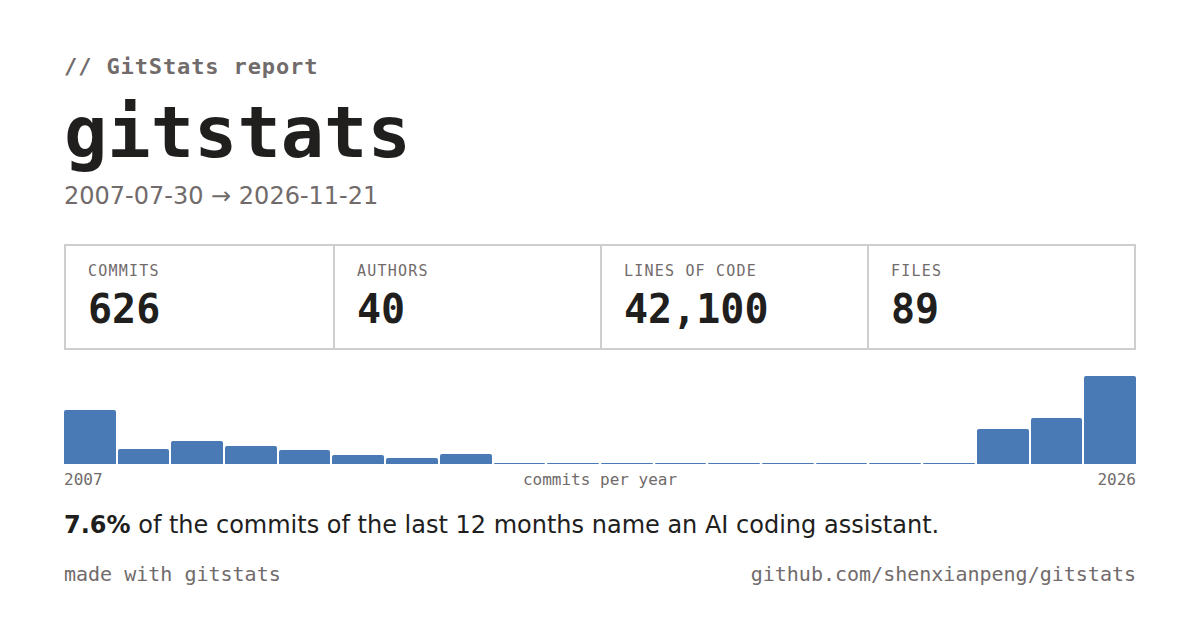 // GitStats report
gitstats
2007-07-30 → 2026-11-21
COMMITS AUTHORS LINES OF CODE FILES
626 40 42,100 89
2007 commits per year 2026
7.6% of the commits of the last 12 months name an AI coding assistant.
made with gitstats github.com/shenxianpeng/gitstats